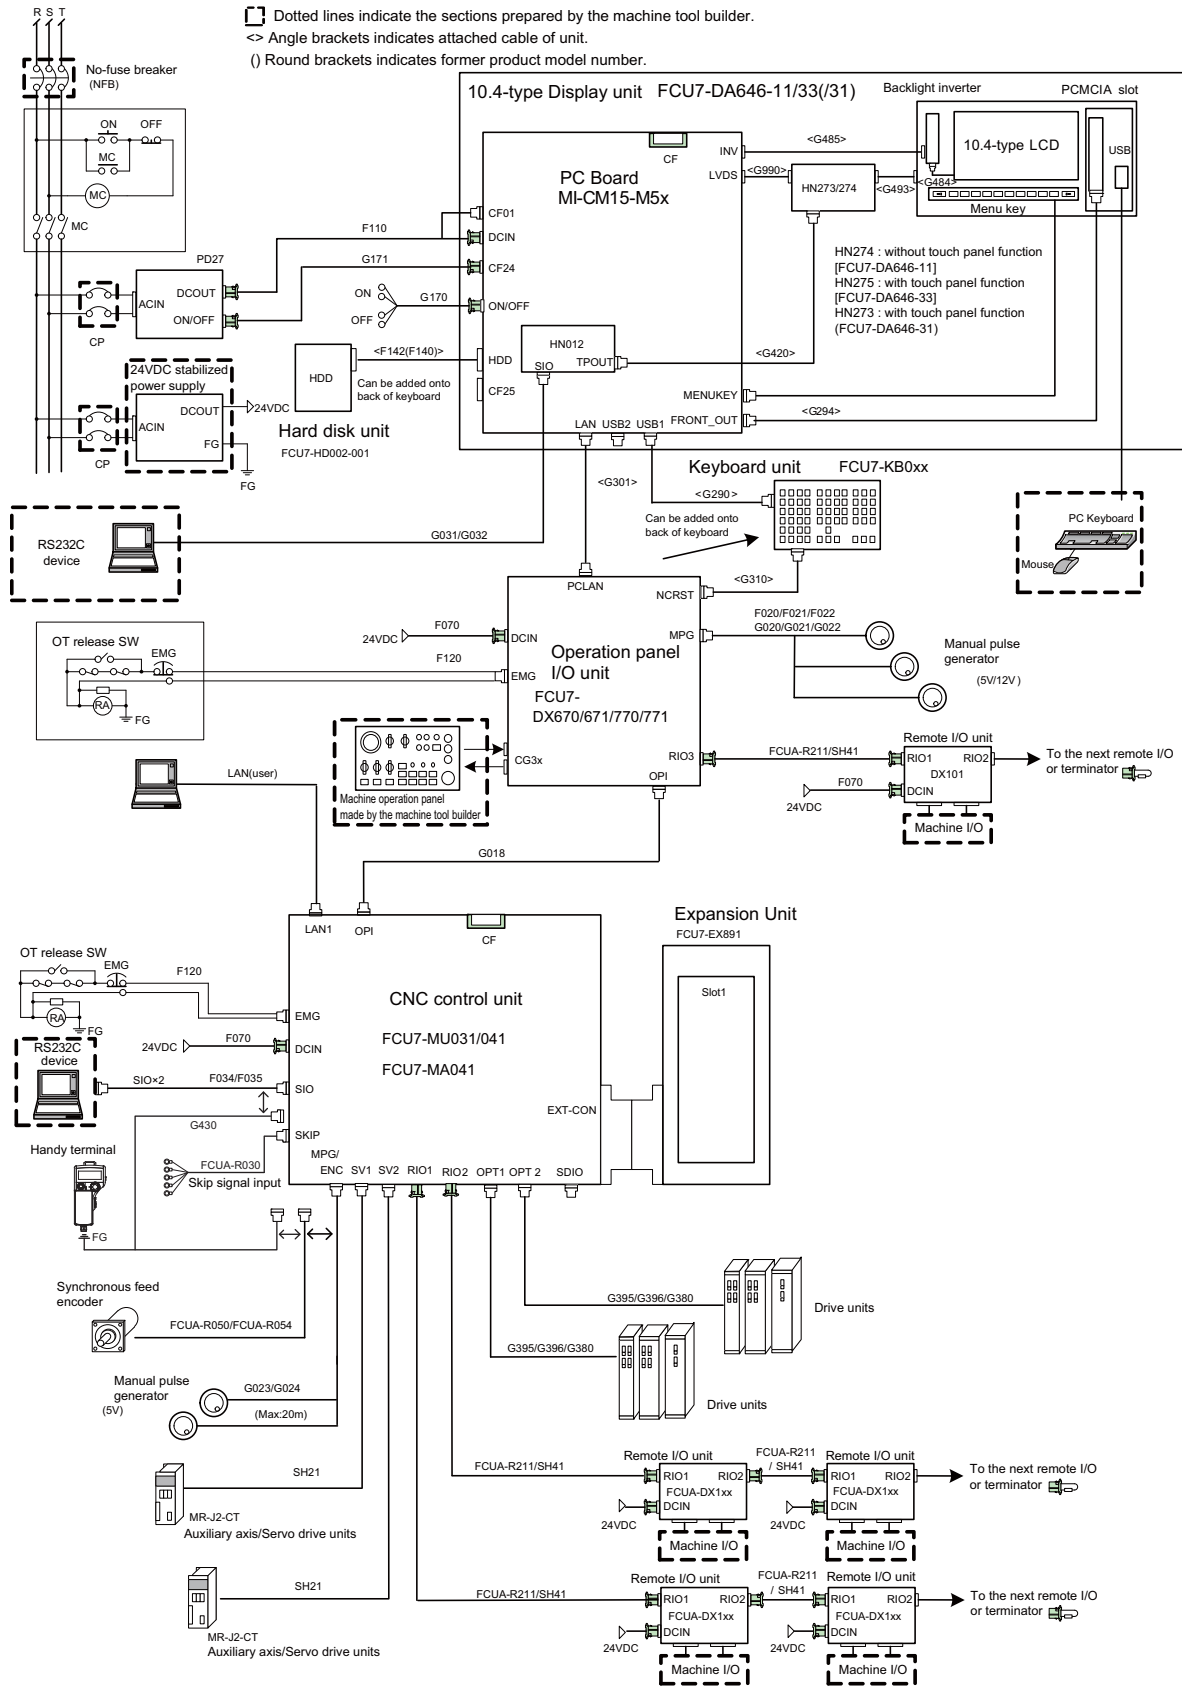 R S T
Dotted lines indicate the sections prepared by the machine tool builder.
<> Angle brackets indicates attached cable of unit.
() Round brackets indicates former product model number.
No-fuse breaker
(NFB)
ON
OFF
MC
MC
MC
10.4-type Display unit FCU7-DA646-11/33(/31)
Backlight inverter
PCMCIA slot
CF
INV
<G485>
10.4-type LCD
USB
PC Board
MI-CM15-M5x
LVDS
<G990>
HN273/274
<G493>
<G484>
Menu key
CF01
F110
DCIN
HN274 : without touch panel function
[FCU7-DA646-11]
HN275 : with touch panel function
[FCU7-DA646-33]
HN273 : with touch panel function
(FCU7-DA646-31)
PD27
G171
CF24
DCOUT
ACIN
ON/OFF
CP
ON
OFF
G170
ON/OFF
HN012
SIO
TPOUT
<G420>
<F142(F140)>
HDD
HDD
Can be added onto
back of keyboard
CF25
MENUKEY
FRONT_OUT
<G294>
24VDC stabilized
power supply
DCOUT
24VDC
ACIN
FG
CP
FG
Hard disk unit
FCU7-HD002-001
LAN USB2 USB1
<G301>
Keyboard unit FCU7-KB0xx
<G290>
Can be added onto
back of keyboard
PC Keyboard
Mouse
RS232C
device
G031/G032
PCLAN
<G310>
NCRST
F020/F021/F022
G020/G021/G022
MPG
Manual pulse
generator
(5V/12V )
24VDC
F070
DCIN
OT release SW
EMG
F120
EMG
RA
FG
Operation panel
I/O unit
FCU7-
DX670/671/770/771
CG3x
Machine operation panel
made by the machine tool builder
RIO3
OPI
FCUA-R211/SH41
Remote I/O unit
RIO1
RIO2
DX101
F070
DCIN
24VDC
Machine I/O
To the next remote I/O
or terminator
LAN(user)
G018
LAN1
OPI
CF
Expansion Unit
FCU7-EX891
Slot1
OT release SW
EMG
F120
RA
FG
EMG
CNC control unit
FCU7-MU031/041
FCU7-MA041
24VDC
F070
DCIN
RS232C
device
SIO×2
F034/F035
SIO
G430
SKIP
EXT-CON
Handy terminal
FCUA-R030
Skip signal input
FG
MPG/
ENC SV1 SV2 RIO1 RIO2 OPT1 OPT 2 SDIO
Synchronous feed
encoder
FCUA-R050/FCUA-R054
G395/G396/G380
Drive units
G395/G396/G380
Drive units
Manual pulse
generator
(5V)
G023/G024
(Max:20m)
SH21
MR-J2-CT
Auxiliary axis/Servo drive units
SH21
MR-J2-CT
Auxiliary axis/Servo drive units
FCUA-R211/SH41
Remote I/O unit
RIO1
RIO2
FCUA-DX1xx
DCIN
24VDC
Machine I/O
FCUA-R211
/ SH41
Remote I/O unit
RIO1
RIO2
FCUA-DX1xx
DCIN
24VDC
Machine I/O
To the next remote I/O
or terminator
FCUA-R211/SH41
Remote I/O unit
RIO1
RIO2
FCUA-DX1xx
DCIN
24VDC
Machine I/O
FCUA-R211
/ SH41
Remote I/O unit
RIO1
RIO2
FCUA-DX1xx
DCIN
24VDC
Machine I/O
To the next remote I/O
or terminator